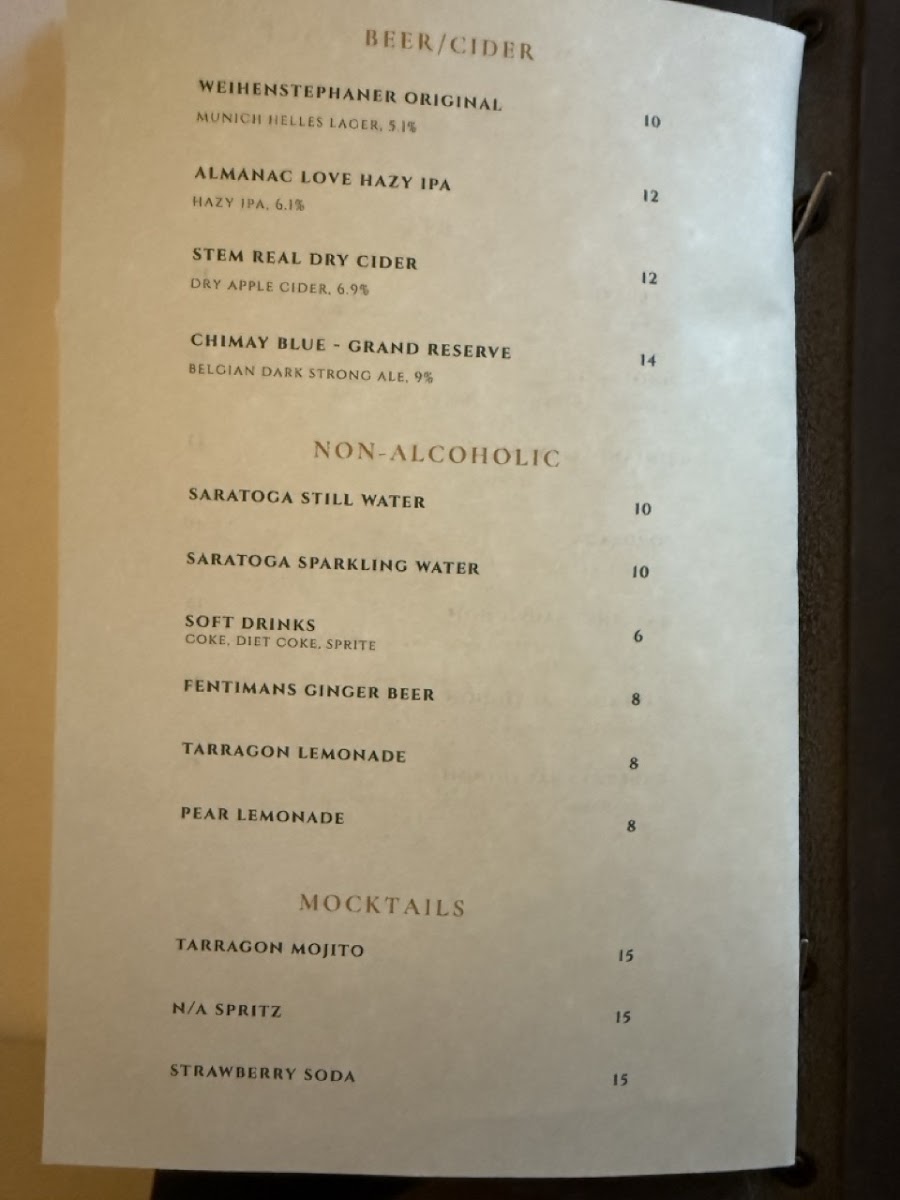 BEER/CIDER
WEIHENSTEPHANER ORIGINAL
10
MUNICH HELLES LAGER, 5.1%
ALMANAC LOVE HAZY IPA
12
HAZY IPA, 6.1%
STEM REAL DRY CIDER
12
DRY APPLE CIDER, 6.9%
CHIMAY BLUE - GRAND RESERVE
14
BELGIAN DARK STRONG ALE, 9%
NON-ALCOHOLIC
SARATOGA STILL WATER
10
SARATOGA SPARKLING WATER
10
SOFT DRINKS
6
COKE, DIET COKE, SPRITE
FENTIMANS GINGER BEER
8
TARRAGON LEMONADE
8
PEAR LEMONADE
8
MOCKTAILS
TARRAGON MOJITO
15
N/A SPRITZ
15
STRAWBERRY SODA
15